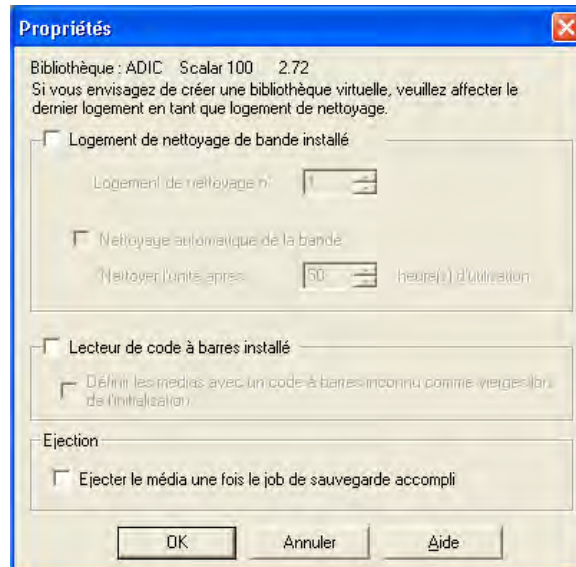 Propriétés
Bibliothèque : ADIC Scalar 100 2.72
Si vous envisagez de créer une bibliothèque virtuelle, veuillez affecter le
dernier logement en tant que logement de nettoyage.
Logement de nettoyage de bande installé
Logement de nettoyage n° 1
Nettoyage automatique de la bande
Nettoyer l'unité après 50 heure(s) d'utilisation
Lecteur de code à barres installé
Définir les médias avec un code à barres inconnu comme vierges lors
de l'initialisation
Ejection
Ejecter le média une fois le job de sauvegarde accompli
OK Annuler Aide